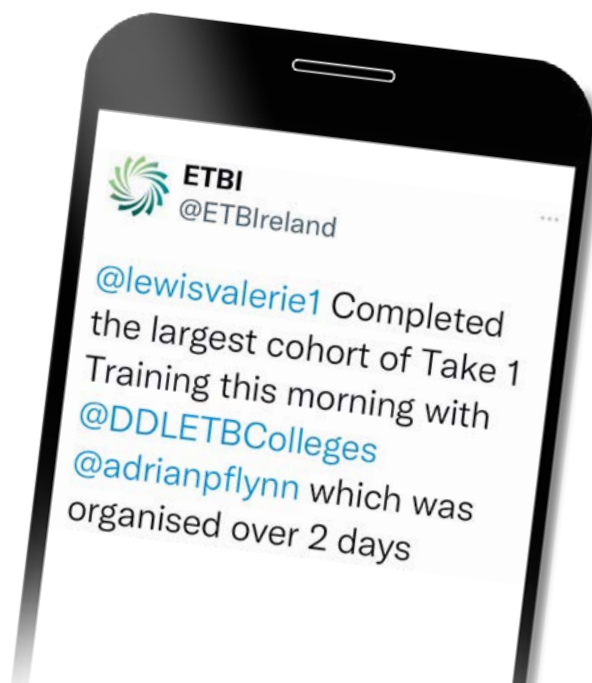 ETBI
@ETBIreland
@lewisvalerie1 Completed
the largest cohort of Take 1
Training this morning with
@DDLETBColleges
@adrianpflynn which was
organised over 2 days